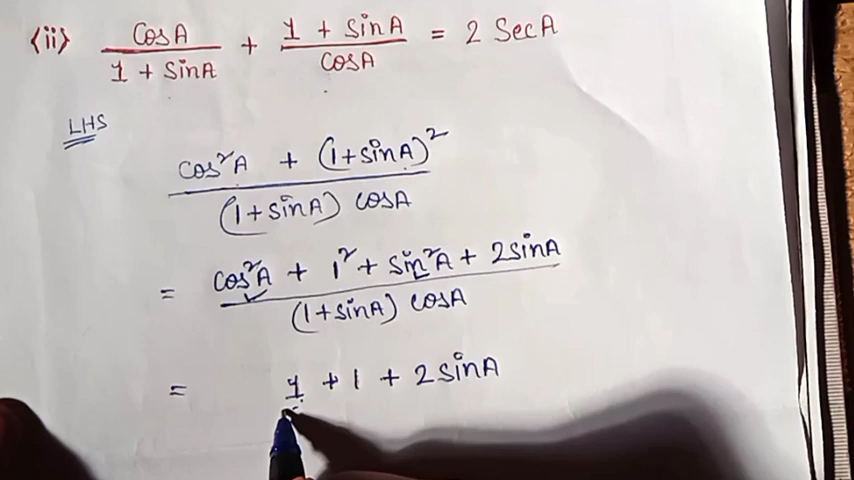 (ii) CosA/(1 + SinA) + (1 + SinA)/CosA = 2 SecA
LHS
cos²A + (1+sinA)²
(1+sinA) cosA
= cos²A + 1² + sin²A + 2sinA
(1+sinA) cosA
= 1 + 1 + 2sinA